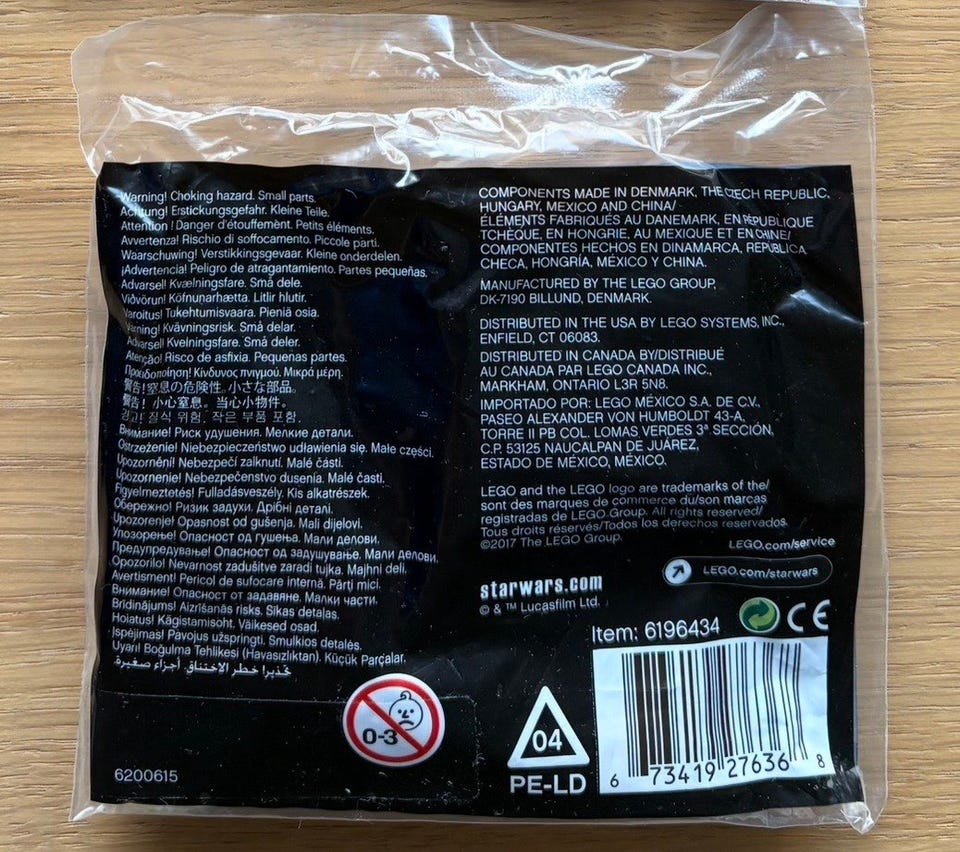 Warning! Choking hazard. Small parts.
Achtung! Erstickungsgefahr. Kleine Teile.
Attention ! Danger d'étouffement. Petits éléments.
Avvertenza! Rischio di soffocamento. Piccole parti.
Waarschuwing! Verstikkingsgevaar. Kleine onderdelen.
¡Advertencia! Peligro de atragantamiento. Partes pequeñas.
Advarsel! Kvælningsfare. Små dele.
Viðvörun! Köfnunarhætta. Litlir hlutir.
Varoitus! Tukehtumisvaara. Pieniä osia.
Varning! Kvävningsrisk. Små delar.
Advarsel! Kvelningsfare. Små deler.
Atenção! Risco de asfixia. Pequenas partes.
Προειδοποίηση! Κίνδυνος πνιγμού. Μικρά μέρη.
警告!窒息の危険性。小さな部品。
警告! 小心窒息。当心小物件。
경고! 질식 위험. 작은 부품 포함.
Внимание! Риск удушения. Мелкие детали.
Ostrzeżenie! Niebezpieczeństwo udławienia się. Małe części.
Upozornění! Nebezpečí zalknutí. Malé části.
Upozornenie! Nebezpečenstvo dusenia. Malé časti.
Figyelmeztetés! Fulladásveszély. Kis alkatrészek.
Обережно! Ризик задухи. Дрібні деталі.
Upozorenje! Opasnost od gušenja. Mali dijelovi.
Упозорење! Опасност од гушења. Мали делови.
Предупредување! Опасност од задушување. Мали делови.
Opozorilo! Nevarnost zadušitve zaradi tujka. Majhni deli.
Avertisment! Pericol de sufocare internă. Părți mici.
Внимание! Опасност от задавяне. Малки части.
Brīdinājums! Aizrīšanās risks. Sīkas detaļas.
Hoiatus! Kägistamisoht. Väikesed osad.
Įspėjimas! Pavojus užspringti. Smulkios detalės.
Uyarı! Boğulma Tehlikesi (Havasızlıktan). Küçük Parçalar.
تحذير! خطر الاختناق. أجزاء صغيرة.
0-3
6200615
COMPONENTS MADE IN DENMARK, THE CZECH REPUBLIC,
HUNGARY, MEXICO AND CHINA/
ÉLÉMENTS FABRIQUÉS AU DANEMARK, EN RÉPUBLIQUE
TCHÈQUE, EN HONGRIE, AU MEXIQUE ET EN CHINE/
COMPONENTES HECHOS EN DINAMARCA, REPÚBLICA
CHECA, HONGRÍA, MÉXICO Y CHINA.
MANUFACTURED BY THE LEGO GROUP,
DK-7190 BILLUND, DENMARK.
DISTRIBUTED IN THE USA BY LEGO SYSTEMS, INC.,
ENFIELD, CT 06083.
DISTRIBUTED IN CANADA BY/DISTRIBUÉ
AU CANADA PAR LEGO CANADA INC.,
MARKHAM, ONTARIO L3R 5N8.
IMPORTADO POR: LEGO MÉXICO S.A. DE C.V.,
PASEO ALEXANDER VON HUMBOLDT 43-A,
TORRE II PB COL. LOMAS VERDES 3ª SECCIÓN,
C.P. 53125 NAUCALPAN DE JUÁREZ,
ESTADO DE MÉXICO, MÉXICO.
LEGO and the LEGO logo are trademarks of the/
sont des marques de commerce du/son marcas
registradas de LEGO Group. All rights reserved/
Tous droits réservés/Todos los derechos reservados.
©2017 The LEGO Group.
LEGO.com/service
LEGO.com/starwars
starwars.com
© & ™ Lucasfilm Ltd.
CE
Item: 6196434
04
PE-LD
6 73419 27636 8